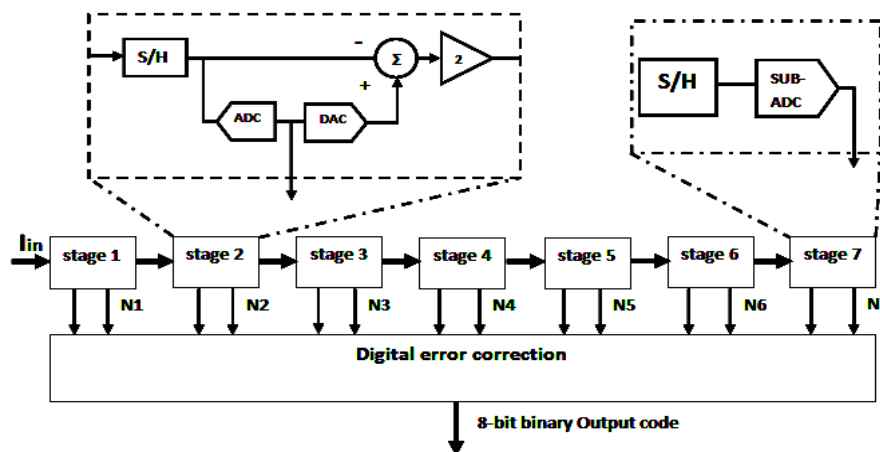 S/H
−
Σ
+
2
ADC
DAC
S/H
SUB-
ADC
Iin
stage 1
stage 2
stage 3
stage 4
stage 5
stage 6
stage 7
N1
N2
N3
N4
N5
N6
N
Digital error correction
8-bit binary Output code